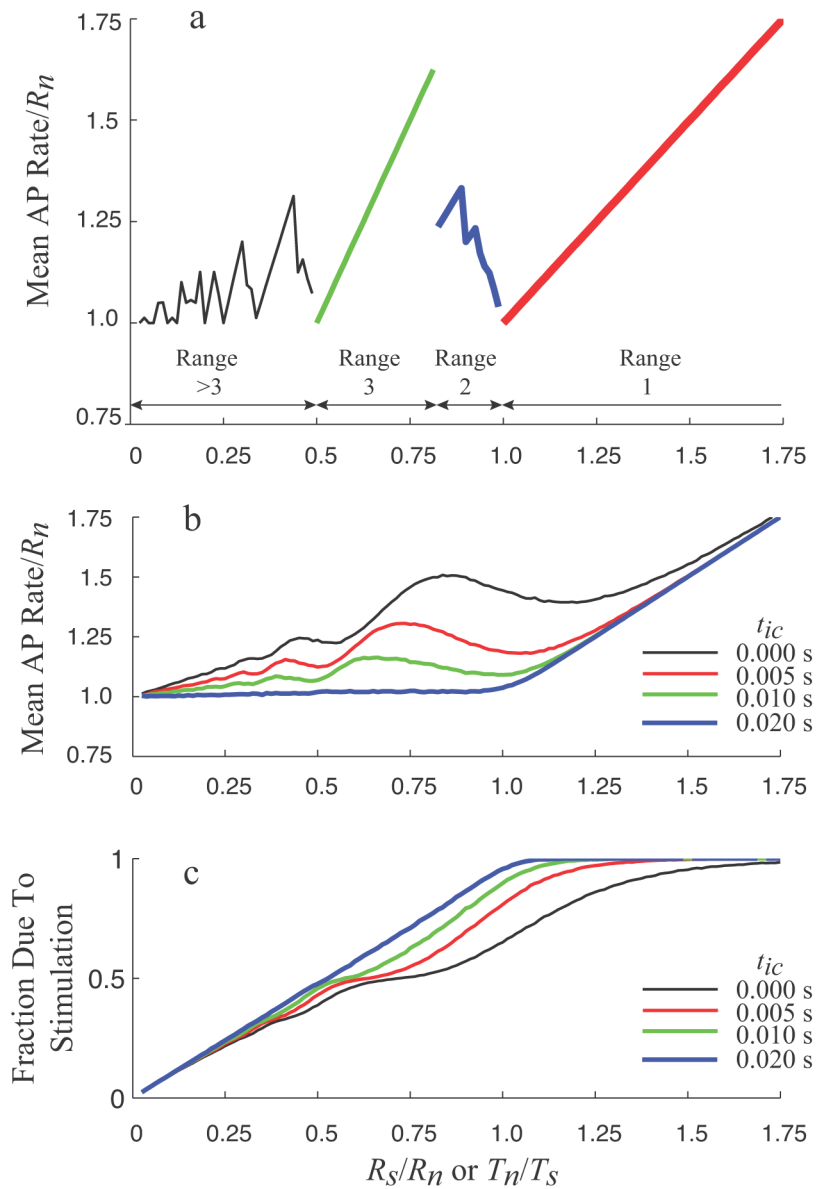 a
Mean AP Rate/Rn
1.75
1.5
1.25
1.0
0.75
Range >3
Range 3
Range 2
Range 1
0 0.25 0.5 0.75 1.0 1.25 1.5 1.75
b
Mean AP Rate/Rn
1.75
1.5
1.25
1.0
0.75
tic
0.000 s
0.005 s
0.010 s
0.020 s
0 0.25 0.5 0.75 1.0 1.25 1.5 1.75
c
Fraction Due To
Stimulation
1
0.5
0
tic
0.000 s
0.005 s
0.010 s
0.020 s
0 0.25 0.5 0.75 1.0 1.25 1.5 1.75
Rs/Rn or Tn/Ts